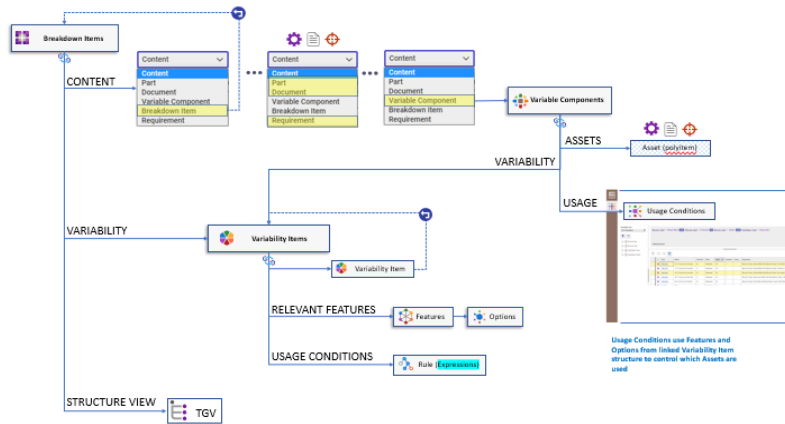 Breakdown Items
CONTENT
Content
Content
Part
Document
Variable Component
Breakdown Item
Requirement
Content
Content
Part
Document
Variable Component
Breakdown Item
Requirement
Content
Content
Part
Document
Variable Component
Breakdown Item
Requirement
Variable Components
ASSETS
Asset (polyItem)
VARIABILITY
USAGE
Usage Conditions
VARIABILITY
Variability Items
Variability Item
RELEVANT FEATURES
Features
Options
USAGE CONDITIONS
Rule (Expressions)
Usage Conditions use Features and
Options from linked Variability Item
structure to control which Assets are
used
STRUCTURE VIEW
TGV